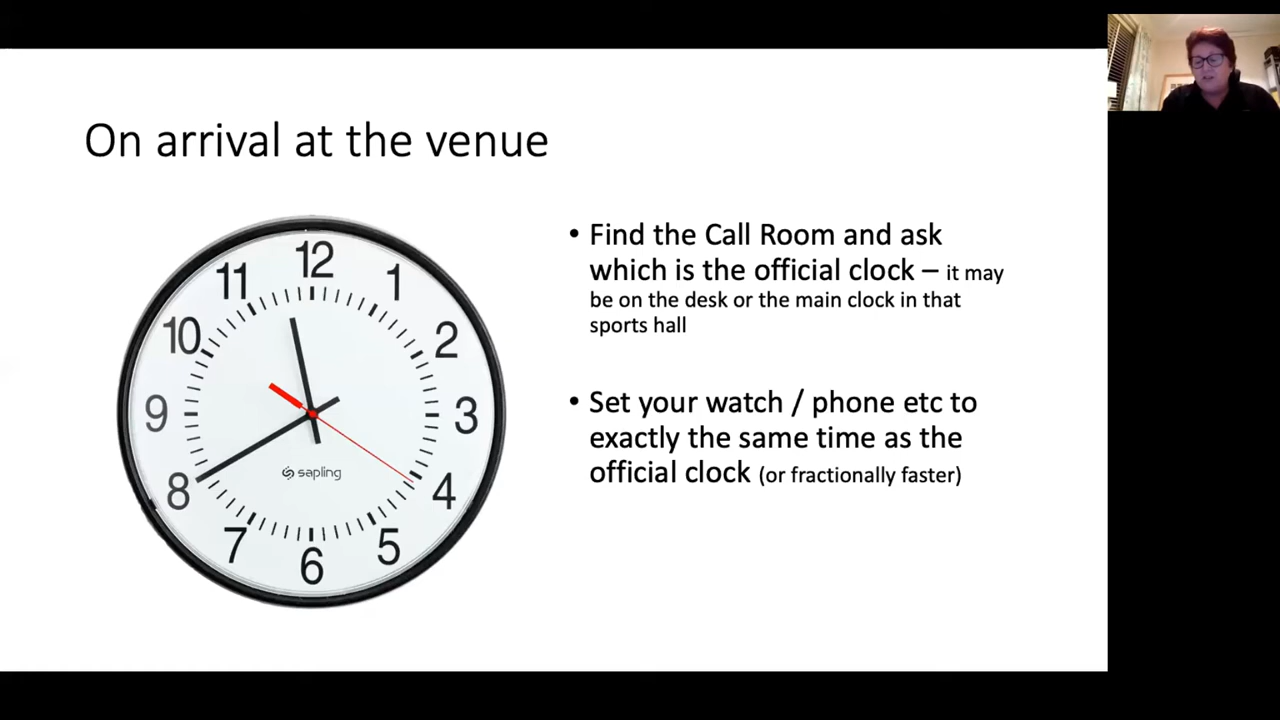 On arrival at the venue
12
11
1
10
2
9
3
sapling
8
4
7
5
6
• Find the Call Room and ask
which is the official clock – it may
be on the desk or the main clock in that
sports hall
• Set your watch / phone etc to
exactly the same time as the
official clock (or fractionally faster)